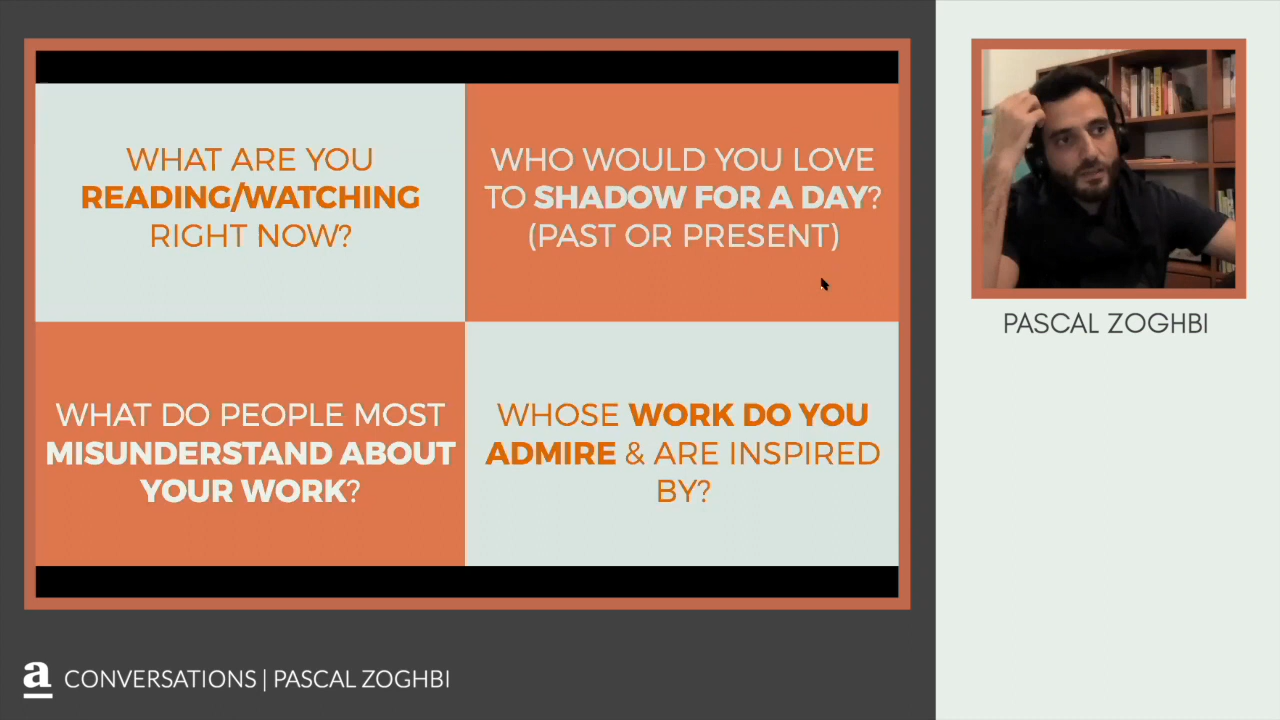 WHAT ARE YOU
READING/WATCHING
RIGHT NOW?
WHO WOULD YOU LOVE
TO SHADOW FOR A DAY?
(PAST OR PRESENT)
WHAT DO PEOPLE MOST
MISUNDERSTAND ABOUT
YOUR WORK?
WHOSE WORK DO YOU
ADMIRE & ARE INSPIRED
BY?
PASCAL ZOGHBI
a CONVERSATIONS | PASCAL ZOGHBI